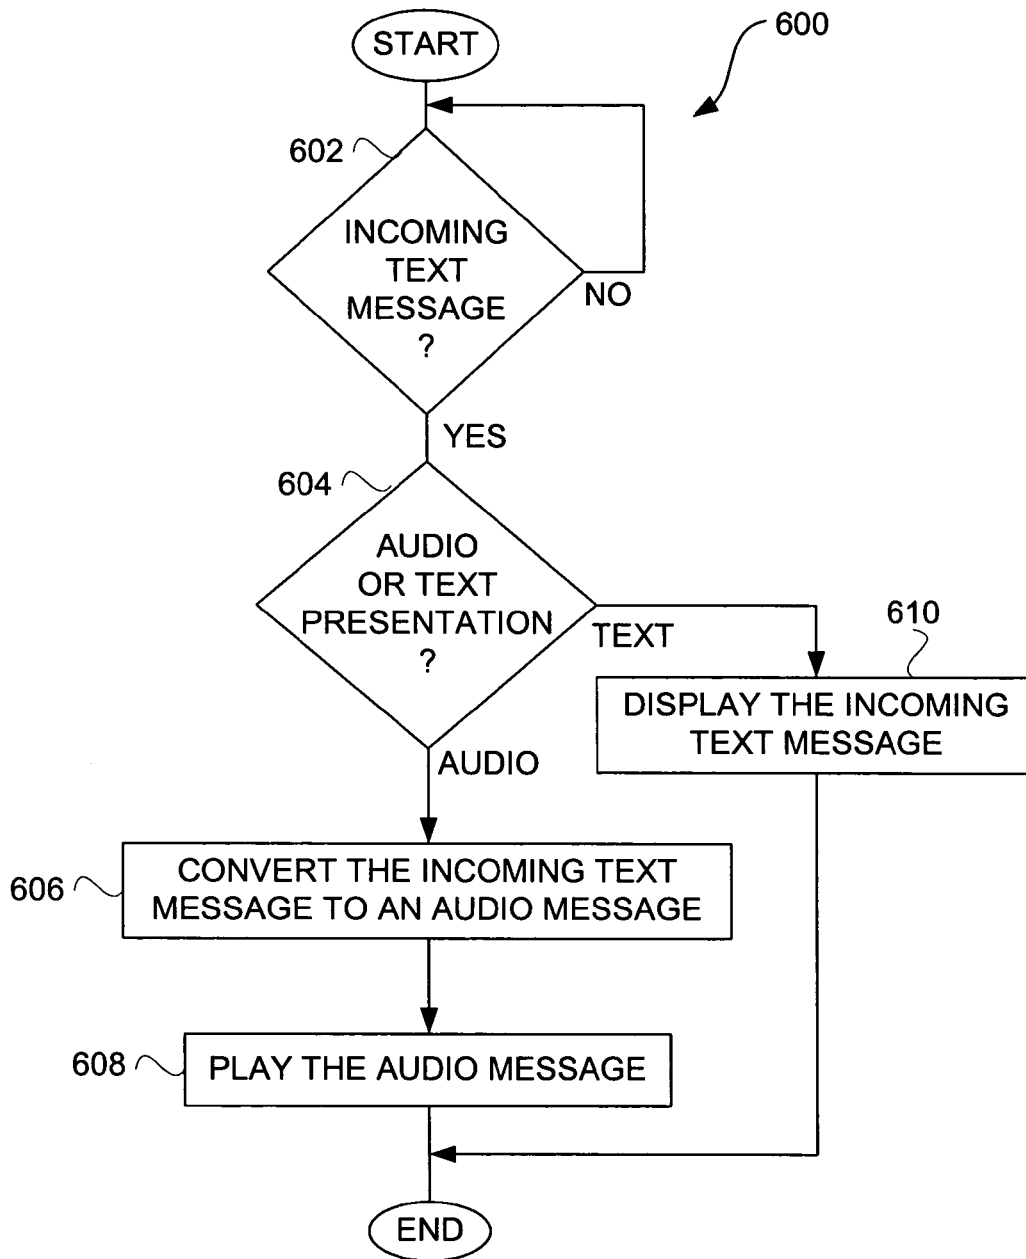 START
600
602
INCOMING
TEXT
MESSAGE
?
NO
YES
604
AUDIO
OR TEXT
PRESENTATION
?
TEXT
610
DISPLAY THE INCOMING
TEXT MESSAGE
AUDIO
606
CONVERT THE INCOMING TEXT
MESSAGE TO AN AUDIO MESSAGE
608
PLAY THE AUDIO MESSAGE
END